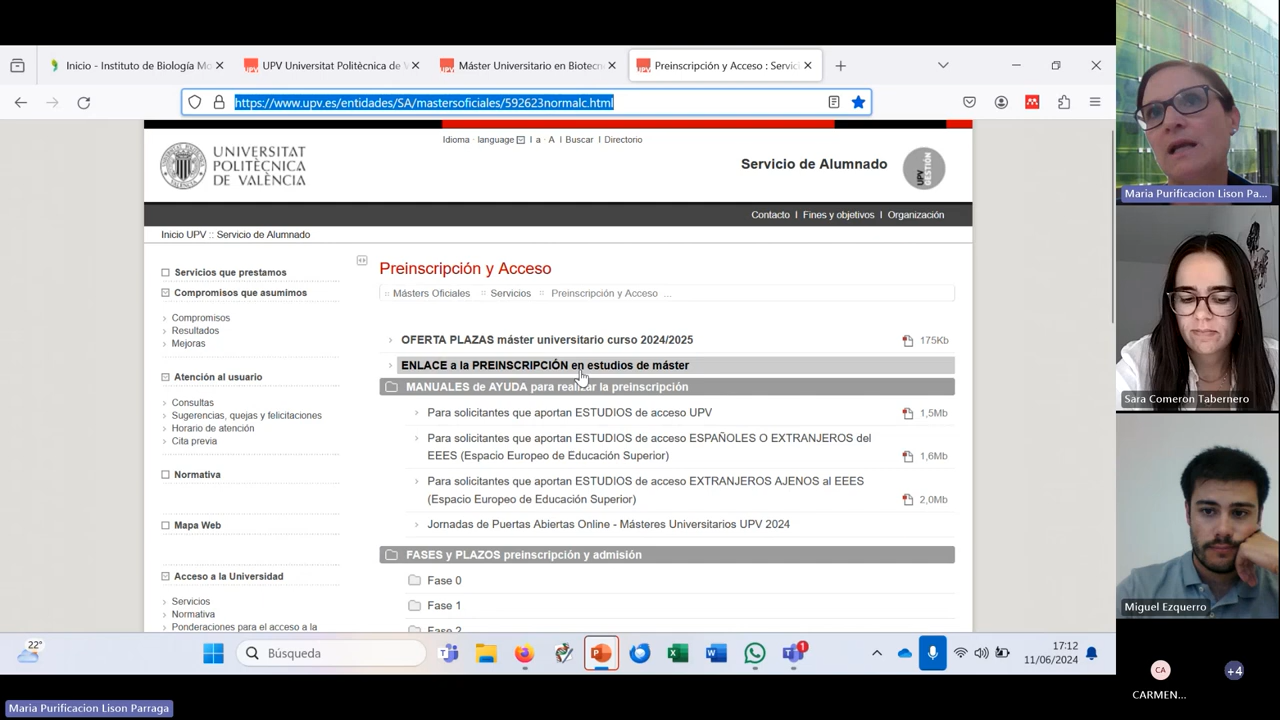 Inicio - Instituto de Biología Mo
UPV Universitat Politècnica de V
Máster Universitario en Biotecn
Preinscripción y Acceso : Servic
https://www.upv.es/entidades/SA/mastersoficiales/592623normalc.html
Idioma · language | a · A | Buscar | Directorio
UNIVERSITAT
POLITÈCNICA
DE VALÈNCIA
Servicio de Alumnado
UPV
GESTIÓN
Contacto | Fines y objetivos | Organización
Inicio UPV :: Servicio de Alumnado
Servicios que prestamos
Compromisos que asumimos
Compromisos
Resultados
Mejoras
Atención al usuario
Consultas
Sugerencias, quejas y felicitaciones
Horario de atención
Cita previa
Normativa
Mapa Web
Acceso a la Universidad
Servicios
Normativa
Ponderaciones para el acceso a la
Preinscripción y Acceso
:: Másters Oficiales :: Servicios :: Preinscripción y Acceso ...
OFERTA PLAZAS máster universitario curso 2024/2025 175Kb
ENLACE a la PREINSCRIPCIÓN en estudios de máster
MANUALES de AYUDA para realizar la preinscripción
Para solicitantes que aportan ESTUDIOS de acceso UPV 1,5Mb
Para solicitantes que aportan ESTUDIOS de acceso ESPAÑOLES O EXTRANJEROS del
EEES (Espacio Europeo de Educación Superior) 1,6Mb
Para solicitantes que aportan ESTUDIOS de acceso EXTRANJEROS AJENOS al EEES
(Espacio Europeo de Educación Superior) 2,0Mb
Jornadas de Puertas Abiertas Online - Másteres Universitarios UPV 2024
FASES y PLAZOS preinscripción y admisión
Fase 0
Fase 1
Fase 2
22°
Búsqueda
1
17:12
11/06/2024
Maria Purificacion Lison Parraga
Maria Purificacion Lison Pa...
Sara Comeron Tabernero
Miguel Ezquerro
CA
+4
CARMEN...